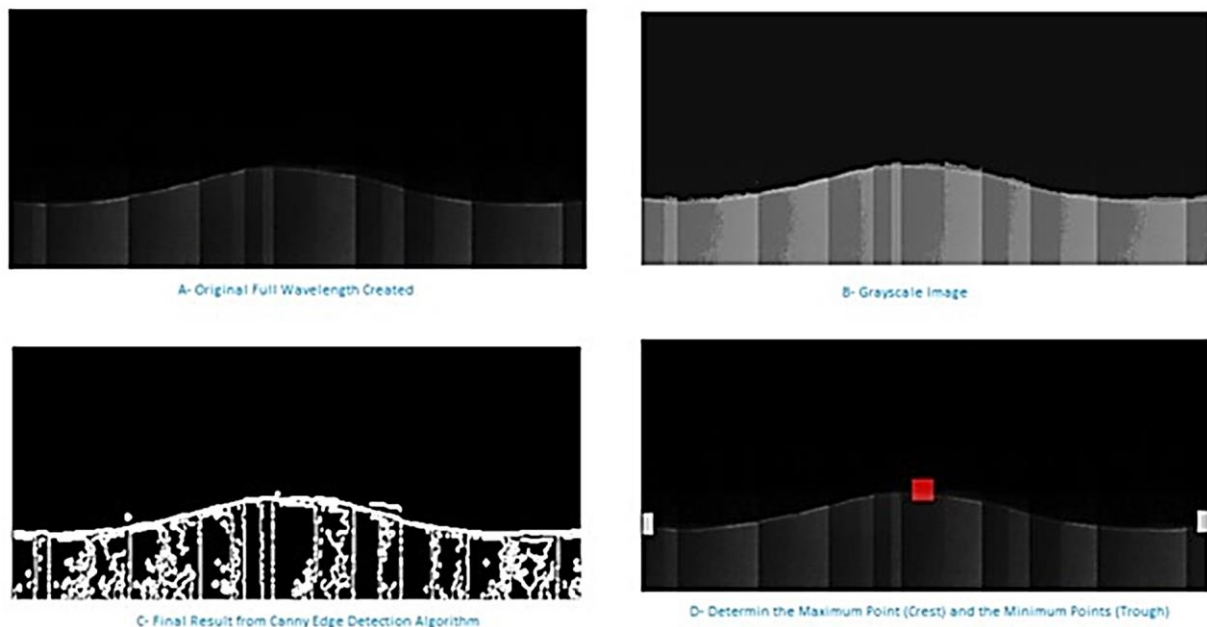 A- Original Full Wavelength Created
B- Grayscale Image
C- Final Result from Canny Edge Detection Algorithm
D- Determin the Maximum Point (Crest) and the Minimum Points (Trough)